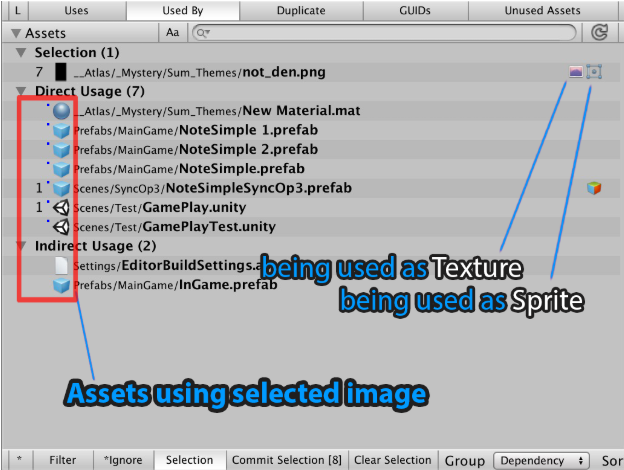 L Uses Used By Duplicate GUIDs Unused Assets
Assets Aa
Selection (1)
7 __Atlas/_Mystery/Sum_Themes/not_den.png
Direct Usage (7)
__Atlas/_Mystery/Sum_Themes/New Material.mat
Prefabs/MainGame/NoteSimple 1.prefab
Prefabs/MainGame/NoteSimple 2.prefab
Prefabs/MainGame/NoteSimple.prefab
1 Scenes/SyncOp3/NoteSimpleSyncOp3.prefab
1 Scenes/Test/GamePlay.unity
Scenes/Test/GamePlayTest.unity
Indirect Usage (2)
Settings/EditorBuildSettings.a
being used as Texture
Prefabs/MainGame/InGame.prefab
being used as Sprite
Assets using selected image
* Filter *Ignore Selection Commit Selection [8] Clear Selection Group Dependency Sor